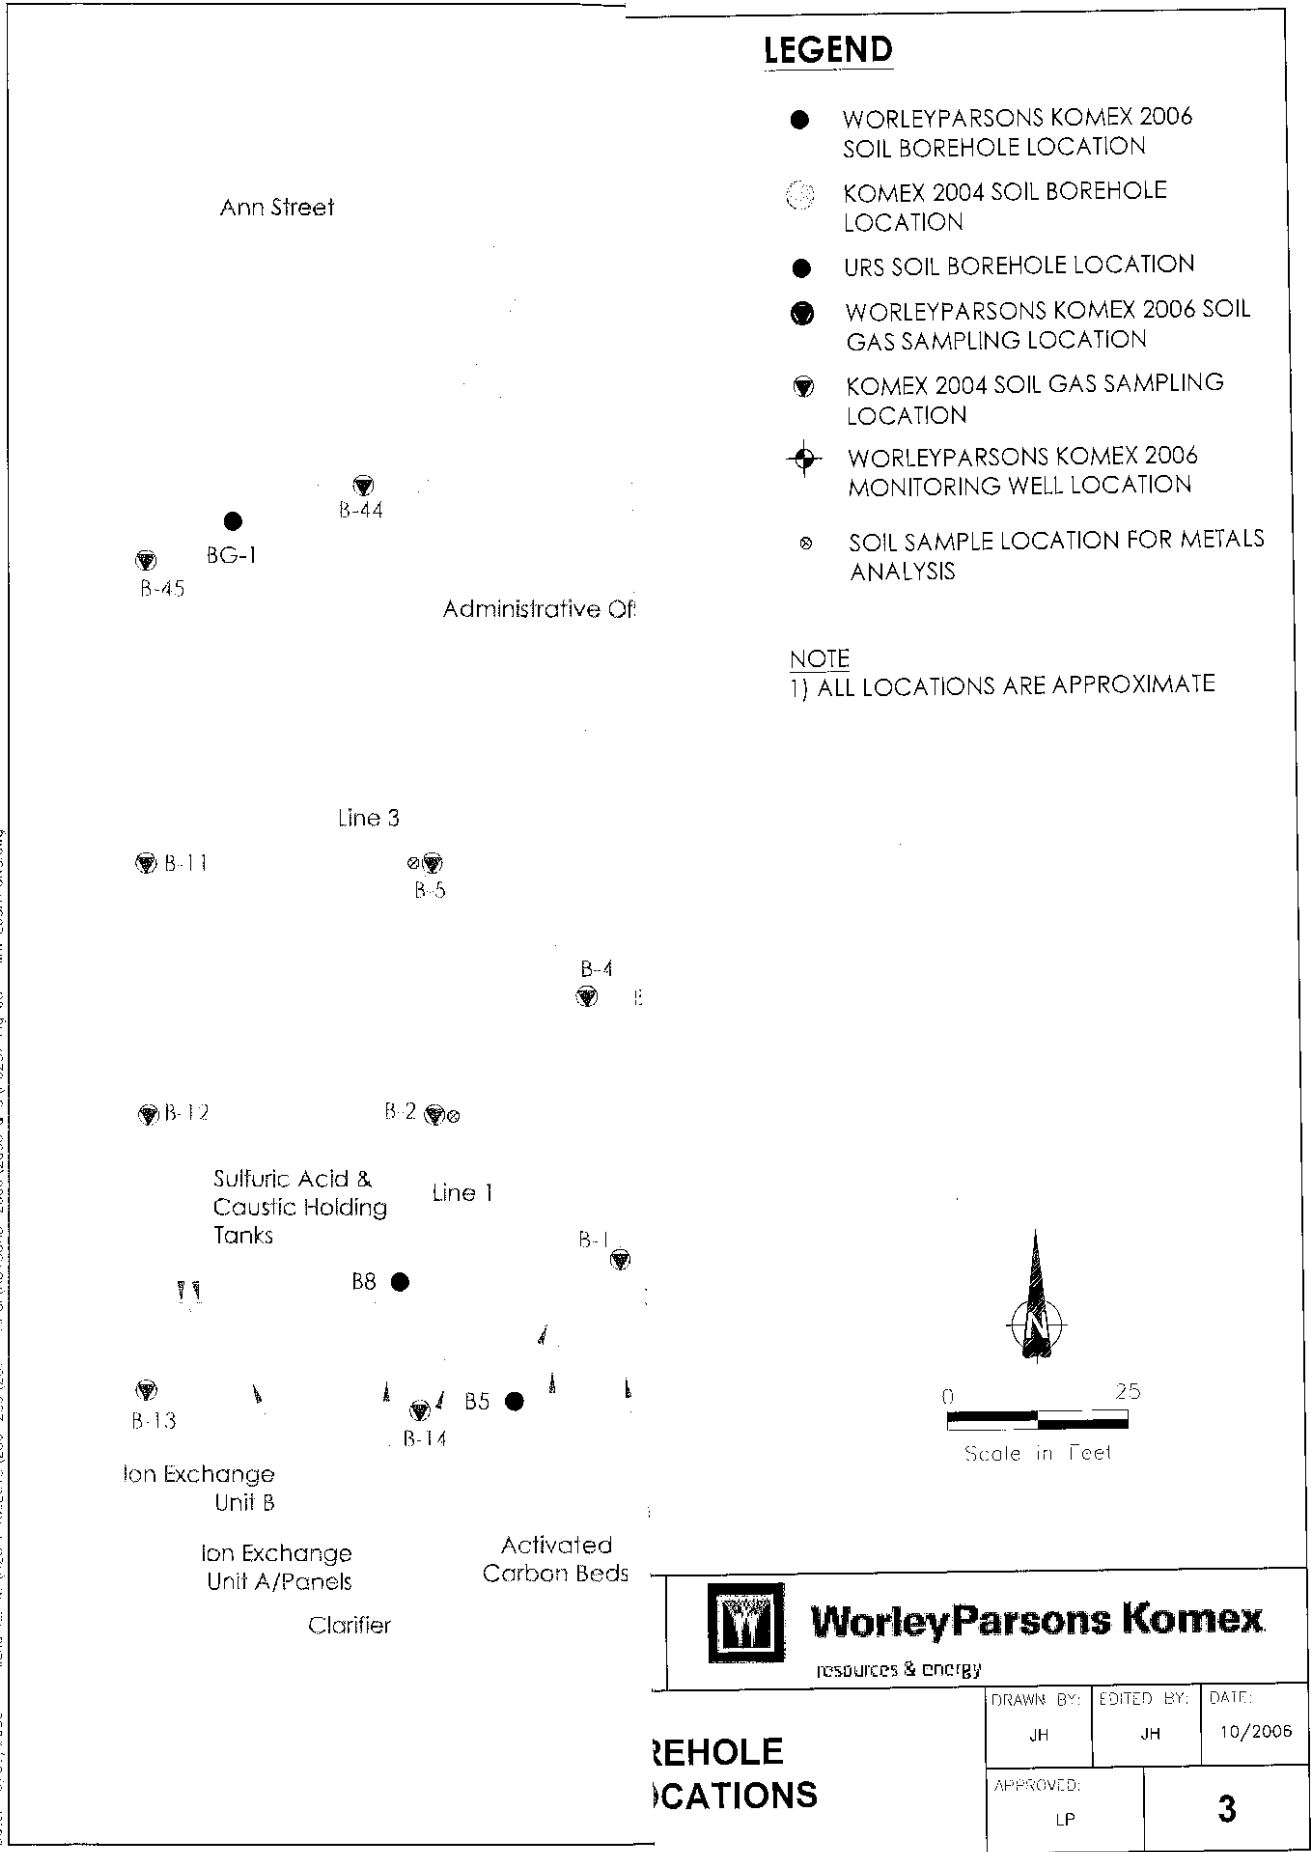 LEGEND
WORLEYPARSONS KOMEX 2006
SOIL BOREHOLE LOCATION
KOMEX 2004 SOIL BOREHOLE
LOCATION
URS SOIL BOREHOLE LOCATION
WORLEYPARSONS KOMEX 2006 SOIL
GAS SAMPLING LOCATION
KOMEX 2004 SOIL GAS SAMPLING
LOCATION
WORLEYPARSONS KOMEX 2006
MONITORING WELL LOCATION
SOIL SAMPLE LOCATION FOR METALS
ANALYSIS
NOTE
1) ALL LOCATIONS ARE APPROXIMATE
Ann Street
B-44
BG-1
B-45
Administrative Of
Line 3
B-11
B-5
B-4
B-12
B-2
Sulfuric Acid &
Caustic Holding
Tanks
Line 1
B-1
B8
B5
B-13
B-14
Ion Exchange
Unit B
Ion Exchange
Unit A/Panels
Activated
Carbon Beds
Clarifier
N
0 25
Scale in Feet
WorleyParsons Komex
resources & energy
REHOLE
OCATIONS
DRAWN BY: EDITED BY: DATE:
JH JH 10/2006
APPROVED:
LP
3